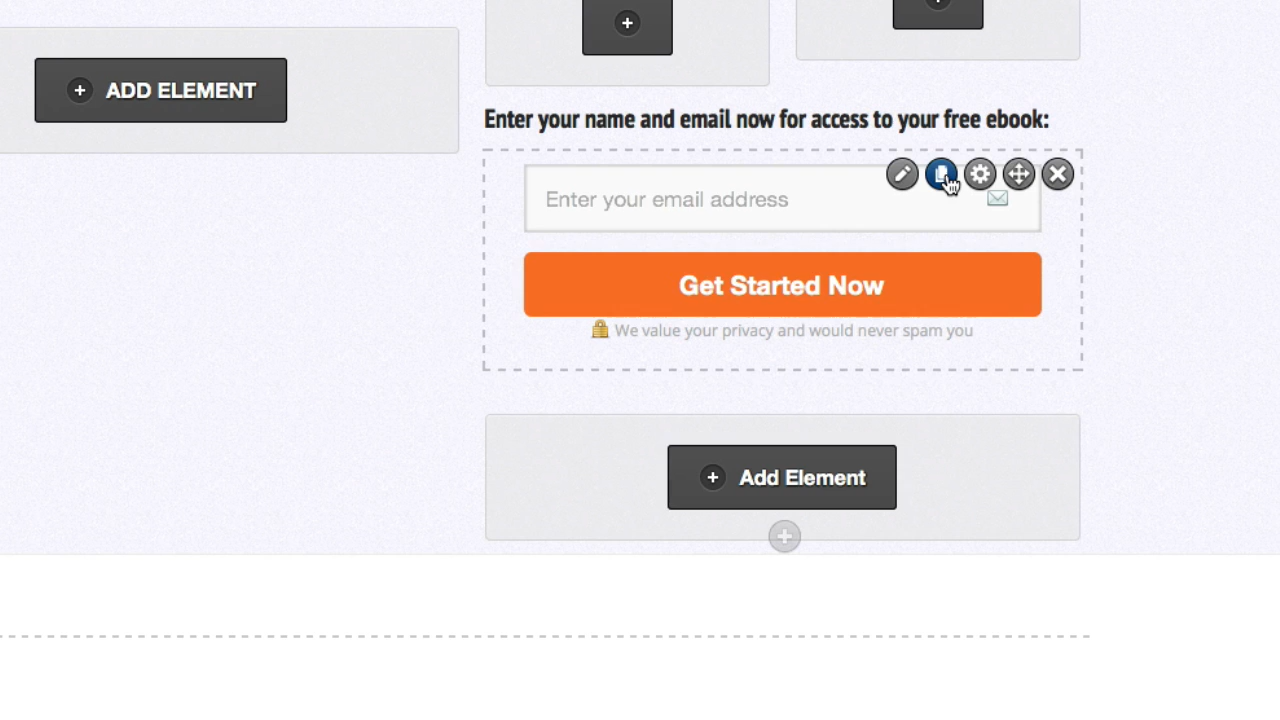 ADD ELEMENT
Enter your name and email now for access to your free ebook:
Enter your email address
Get Started Now
We value your privacy and would never spam you
Add Element